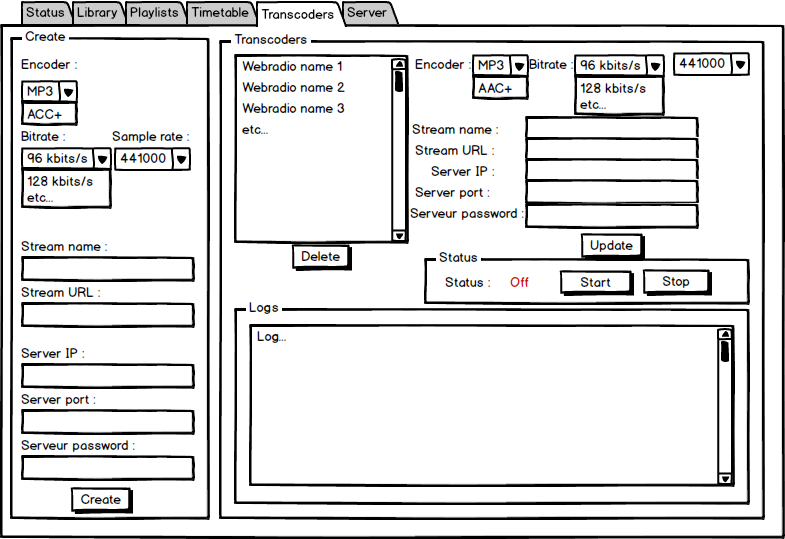 Status Library Playlists Timetable Transcoders Server
Create
Encoder :
MP3
ACC+
Bitrate : Sample rate :
96 kbits/s 441000
128 kbits/s
etc...
Stream name :
Stream URL :
Server IP :
Server port :
Serveur password :
Create
Transcoders
Webradio name 1
Webradio name 2
Webradio name 3
etc...
Delete
Encoder : MP3 Bitrate : 96 kbits/s 441000
AAC+ 128 kbits/s
etc...
Stream name :
Stream URL :
Server IP :
Server port :
Serveur password :
Update
Status
Status : Off Start Stop
Logs
Log...